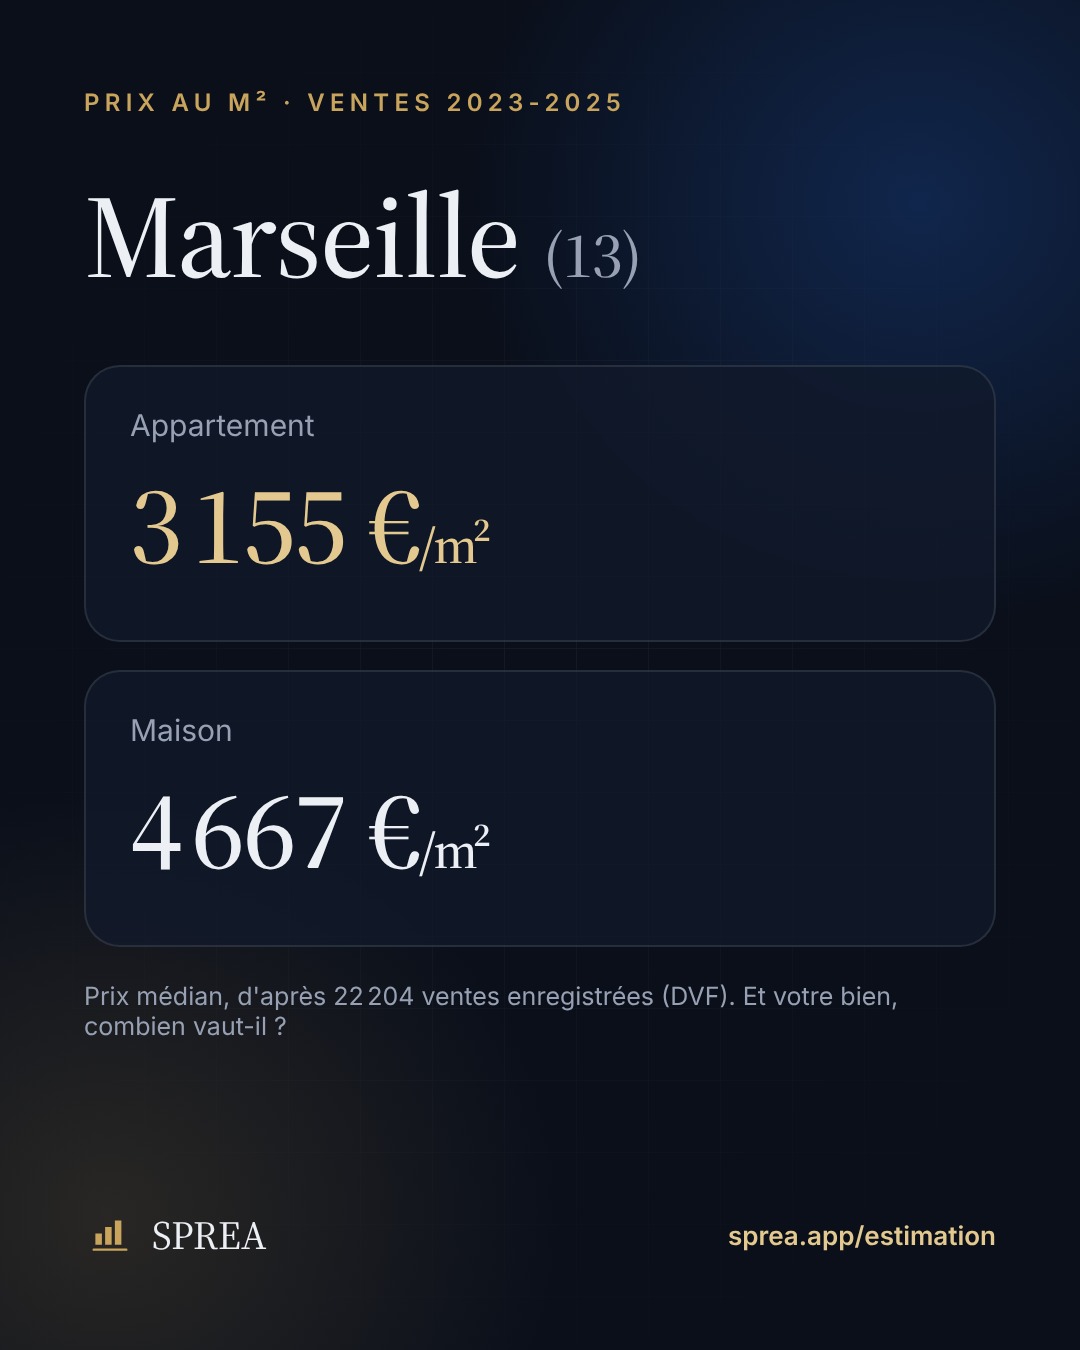 PRIX AU M² · VENTES 2023-2025
Marseille (13)
Appartement
3 155 €/m²
Maison
4 667 €/m²
Prix médian, d'après 22 204 ventes enregistrées (DVF). Et votre bien,
combien vaut-il ?
SPREA
sprea.app/estimation